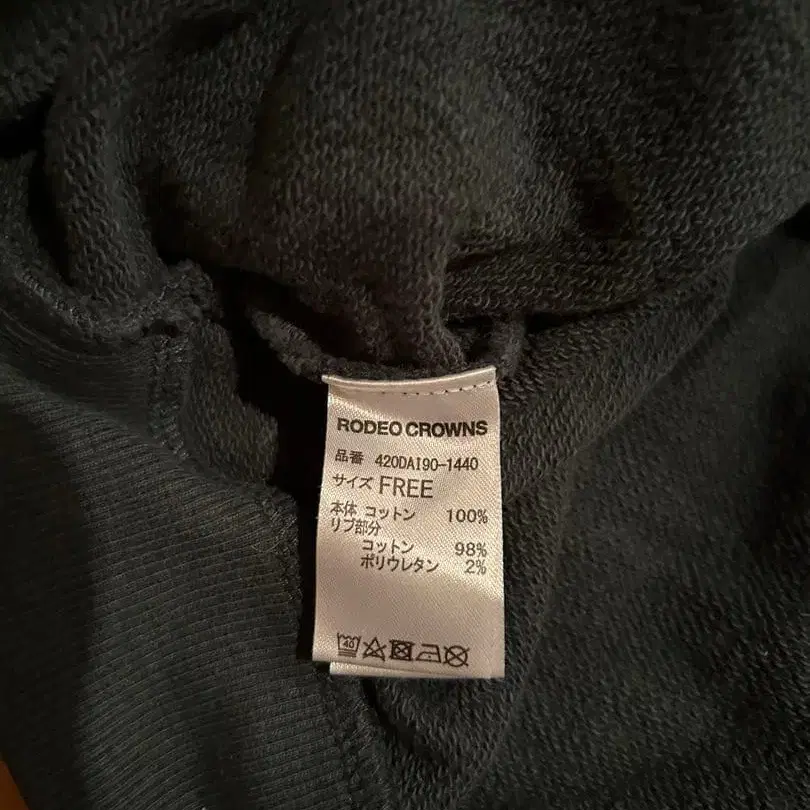 RODEO CROWNS
品番 420DAI90-1440
サイズ FREE
本体 コットン 100%
リブ部分
コットン 98%
ポリウレタン 2%
40